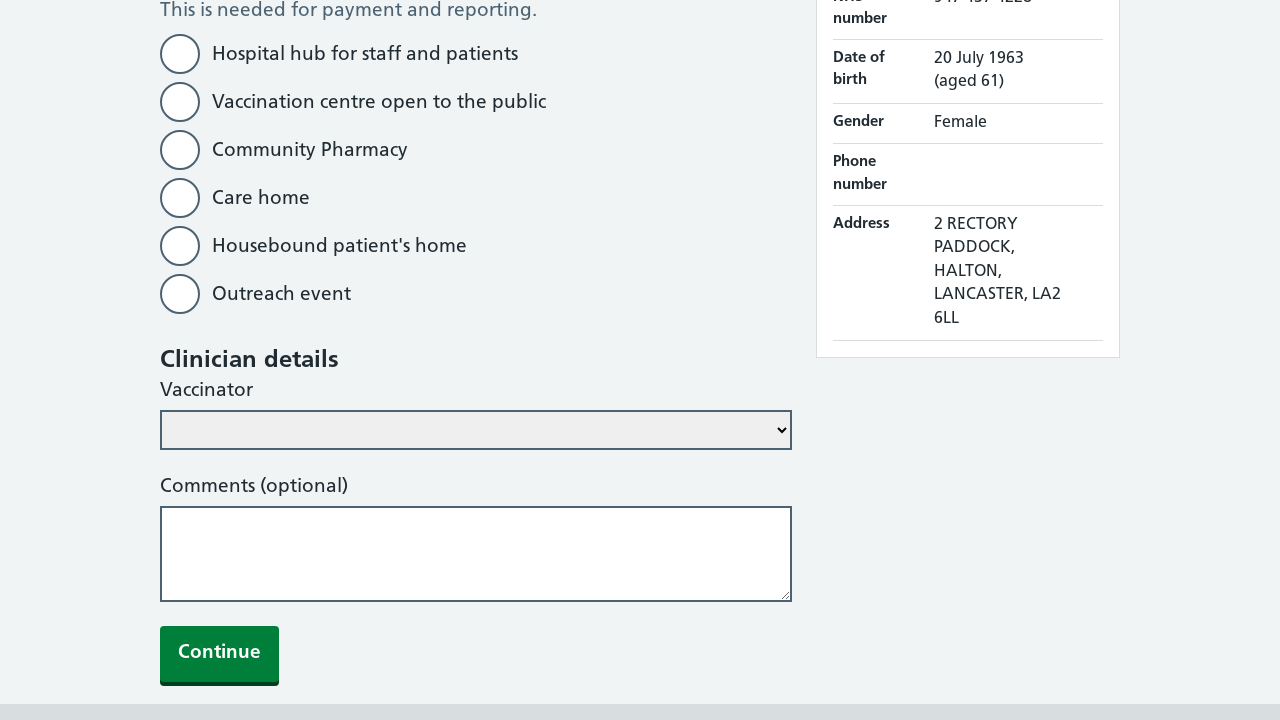 This is needed for payment and reporting.
Hospital hub for staff and patients
Vaccination centre open to the public
Community Pharmacy
Care home
Housebound patient's home
Outreach event
Clinician details
Vaccinator
Comments (optional)
Continue
number
Date of
birth
20 July 1963
(aged 61)
Gender
Female
Phone
number
Address
2 RECTORY
PADDOCK,
HALTON,
LANCASTER, LA2
6LL